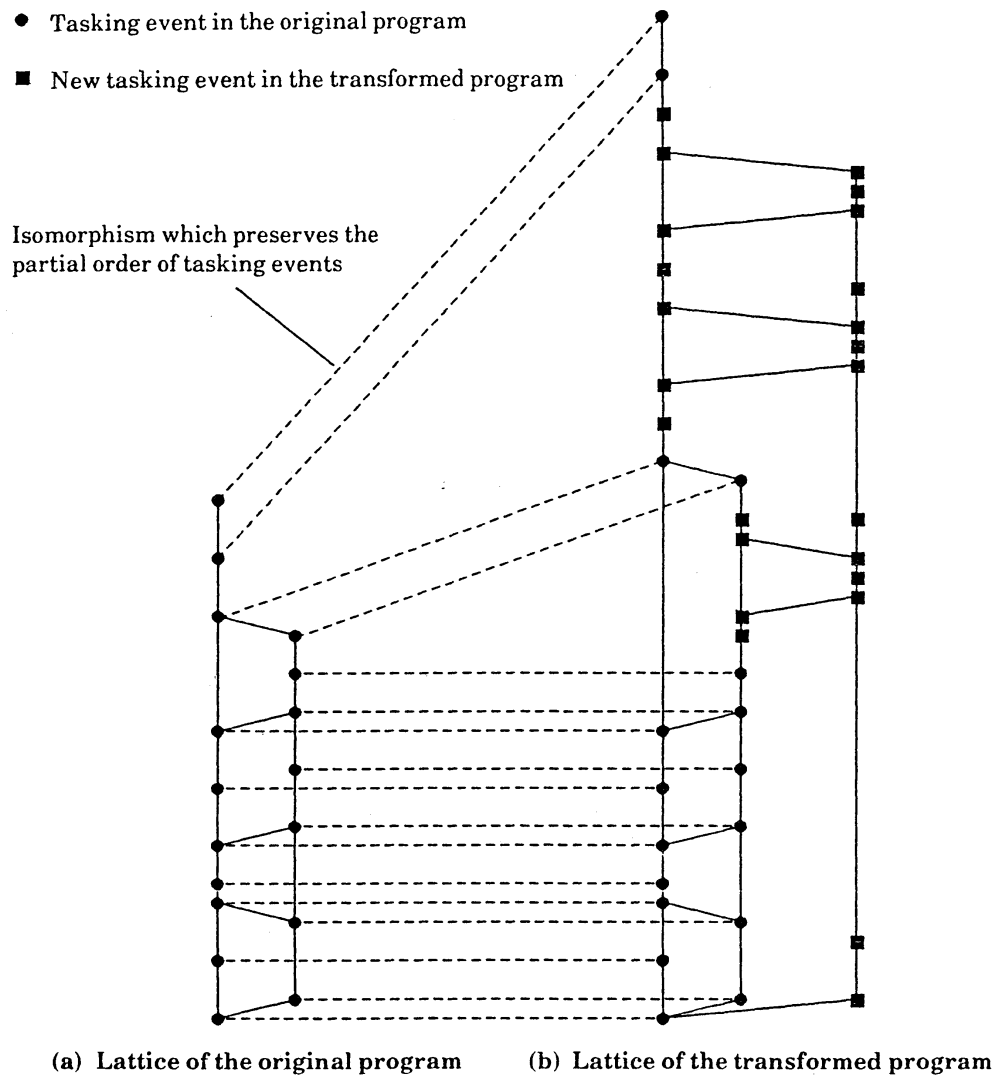 Tasking event in the original program
New tasking event in the transformed program
Isomorphism which preserves the
partial order of tasking events
(a) Lattice of the original program
(b) Lattice of the transformed program